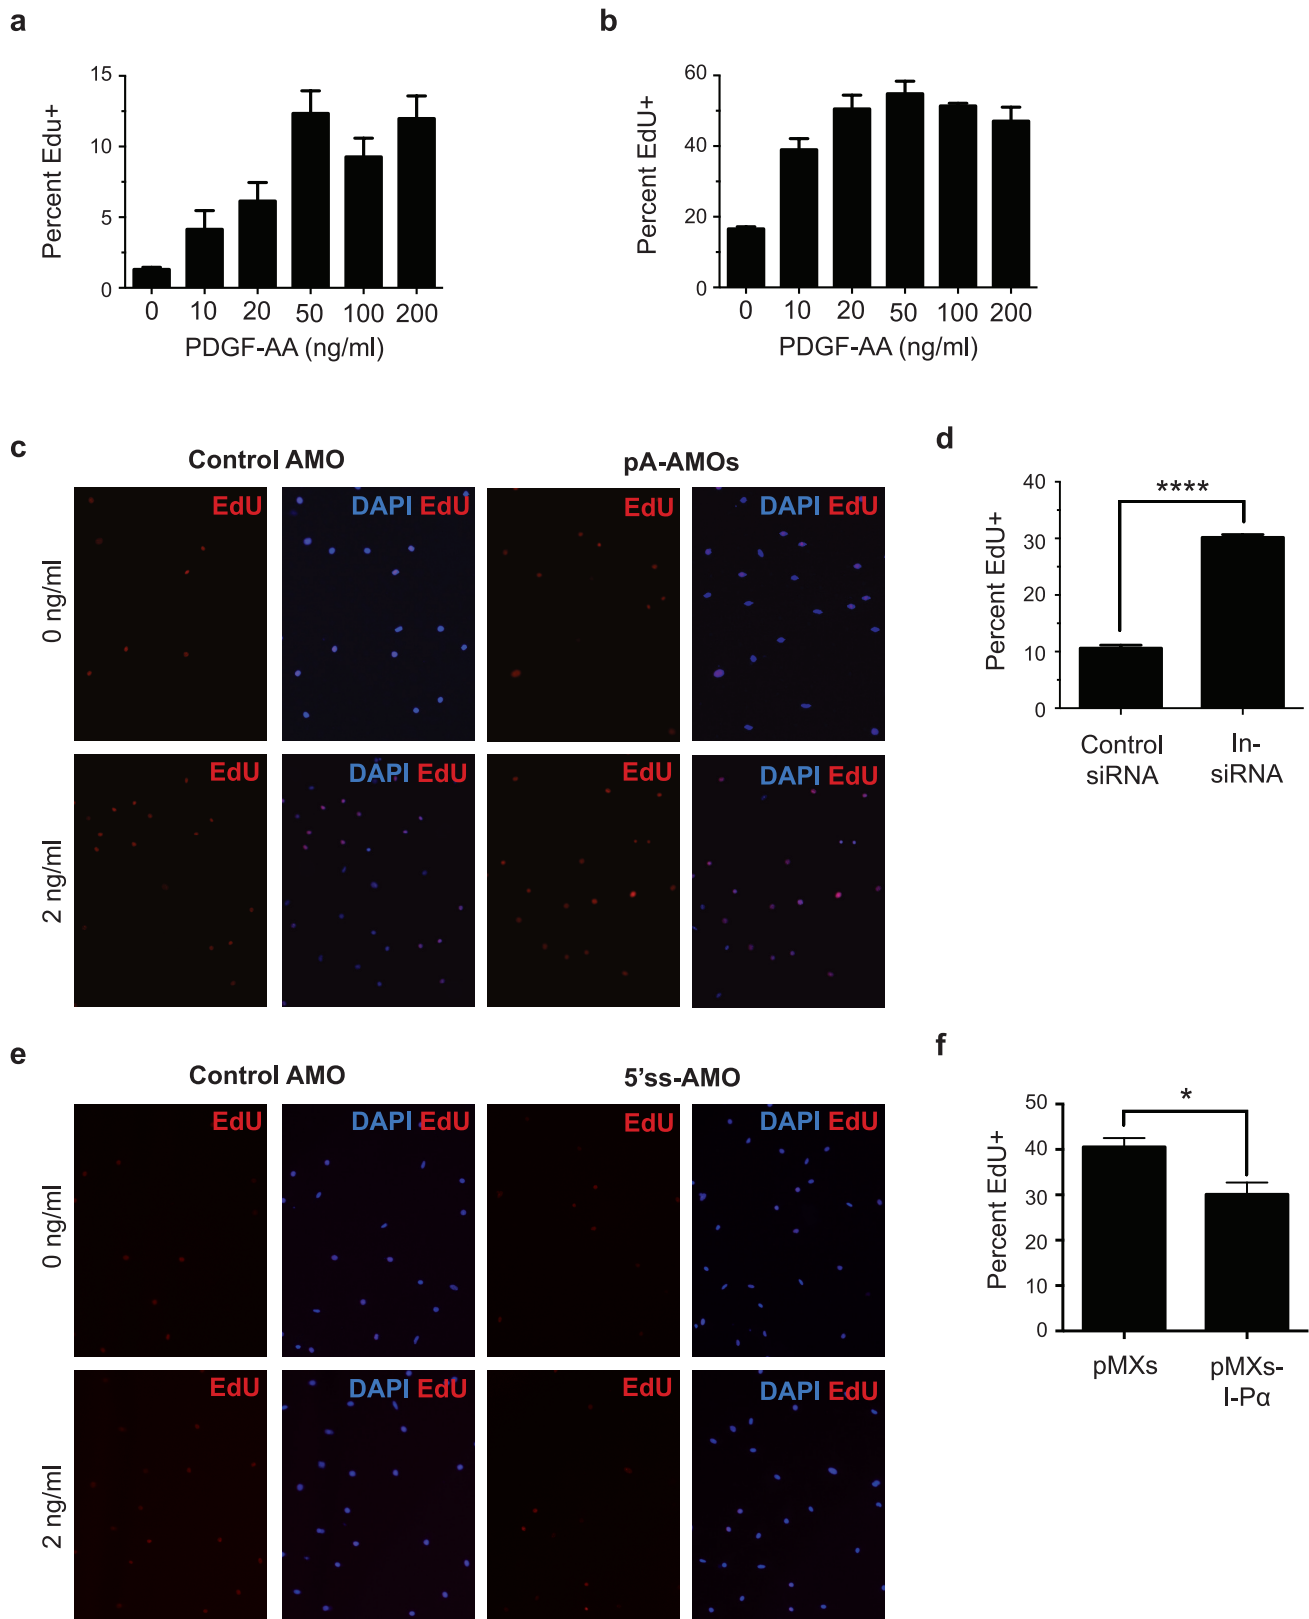 a
15
10
5
0
Percent Edu+
0 10 20 50 100 200
PDGF-AA (ng/ml)
b
60
40
20
0
Percent EdU+
0 10 20 50 100 200
PDGF-AA (ng/ml)
c
Control AMO
pA-AMOs
0 ng/ml
EdU
DAPI EdU
EdU
DAPI EdU
2 ng/ml
EdU
DAPI EdU
EdU
DAPI EdU
d
40
30
20
10
0
Percent EdU+
****
Control
siRNA
In-
siRNA
e
Control AMO
5'ss-AMO
0 ng/ml
EdU
DAPI EdU
EdU
DAPI EdU
2 ng/ml
EdU
DAPI EdU
EdU
DAPI EdU
f
50
40
30
20
10
0
Percent EdU+
*
pMXs
pMXs-
I-Pα